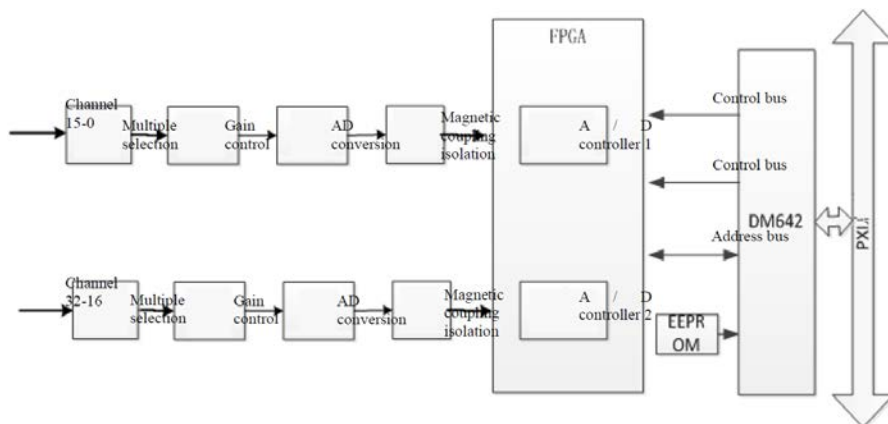 FPGA
Channel
15-0
Multiple
selection
Gain
control
AD
conversion
Magnetic
coupling
isolation
A / D
controller 1
Control bus
Control bus
DM642
PXI
Address bus
Channel
32-16
Multiple
selection
Gain
control
AD
conversion
Magnetic
coupling
isolation
A / D
controller 2
EEPR
OM